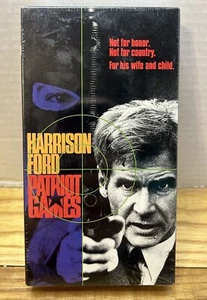 Not for honor.
Not for country.
For his wife and child.
HARRISON
FORD
PATRIOT
GAMES